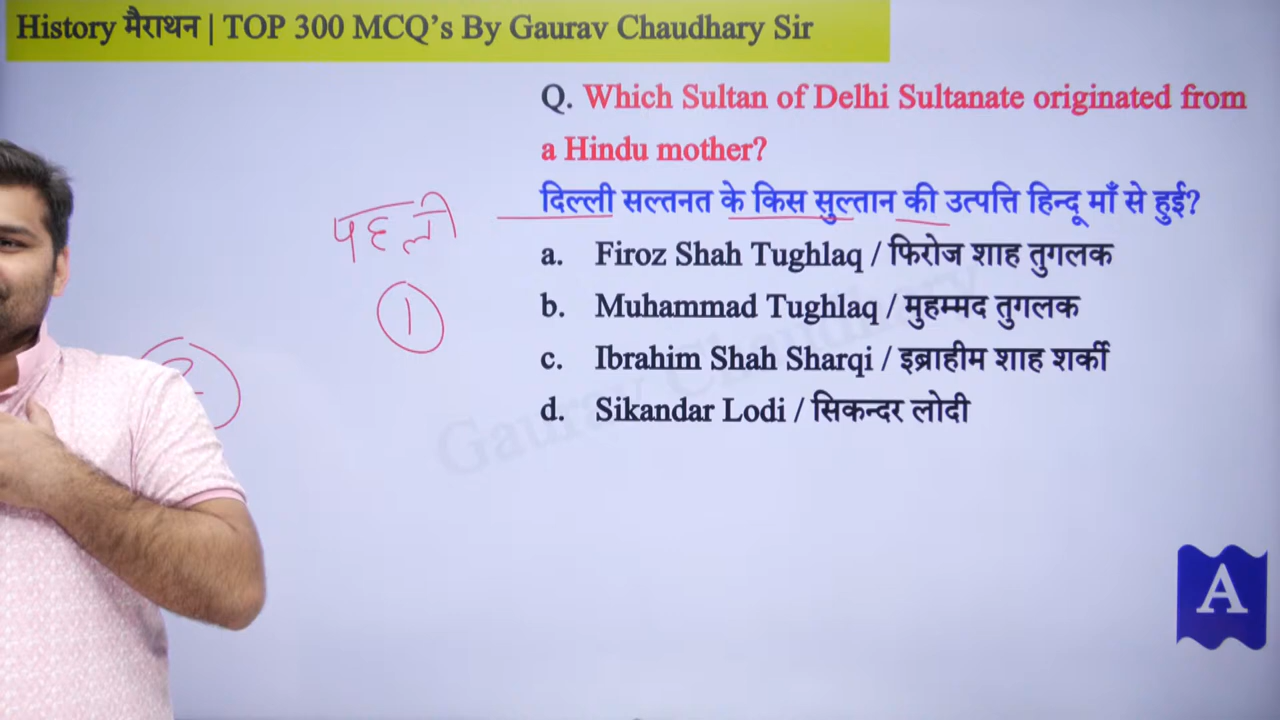 History मैराथन | TOP 300 MCQ’s By Gaurav Chaudhary Sir
Q. Which Sultan of Delhi Sultanate originated from
a Hindu mother?
दिल्ली सल्तनत के किस सुल्तान की उत्पत्ति हिन्दू माँ से हुई?
a. Firoz Shah Tughlaq / फिरोज शाह तुगलक
b. Muhammad Tughlaq / मुहम्मद तुगलक
c. Ibrahim Shah Sharqi / इब्राहीम शाह शर्की
d. Sikandar Lodi / सिकन्दर लोदी
पहली
1
Gaurav Chaudhary
A